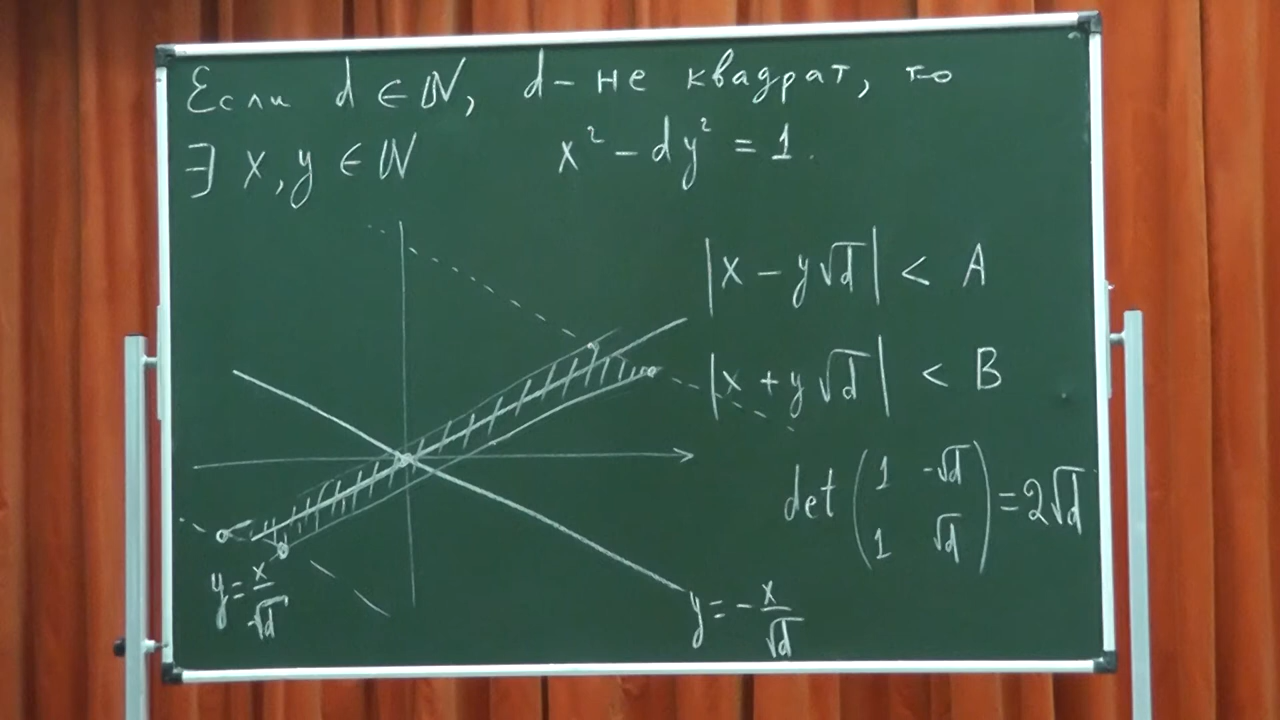 Если d ∈ ℕ, d - не квадрат, то
∃ x, y ∈ ℕ x² - dy² = 1.
|x - y√d| < A
|x + y√d| < B
det (1 -√d; 1 √d) = 2√d
y = x/√d
y = - x/√d